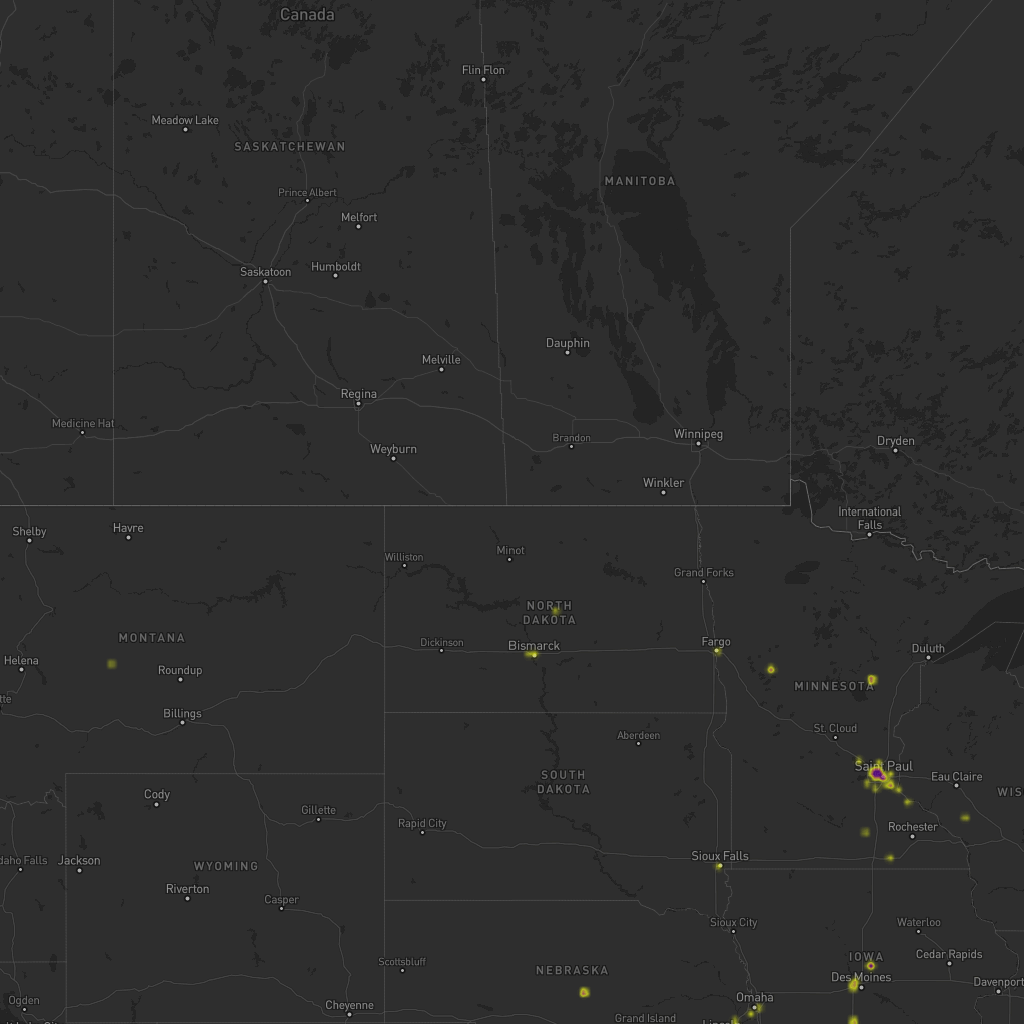 Canada
Flin Flon
Meadow Lake
SASKATCHEWAN
MANITOBA
Prince Albert
Melfort
Saskatoon
Humboldt
Dauphin
Melville
Regina
Medicine Hat
Weyburn
Brandon
Winnipeg
Dryden
Winkler
International
Falls
Shelby
Havre
Williston
Minot
Grand Forks
NORTH
DAKOTA
MONTANA
Dickinson
Bismarck
Fargo
Duluth
Helena
Roundup
MINNESOTA
tte
Billings
St. Cloud
Aberdeen
Saint Paul
SOUTH
DAKOTA
Eau Claire
WIS
Cody
Gillette
Rapid City
Rochester
daho Falls
Jackson
WYOMING
Sioux Falls
Riverton
Casper
Sioux City
Waterloo
Scottsbluff
NEBRASKA
IOWA
Cedar Rapids
Des Moines
Davenport
Ogden
Cheyenne
Omaha
Grand Island
Lincoln